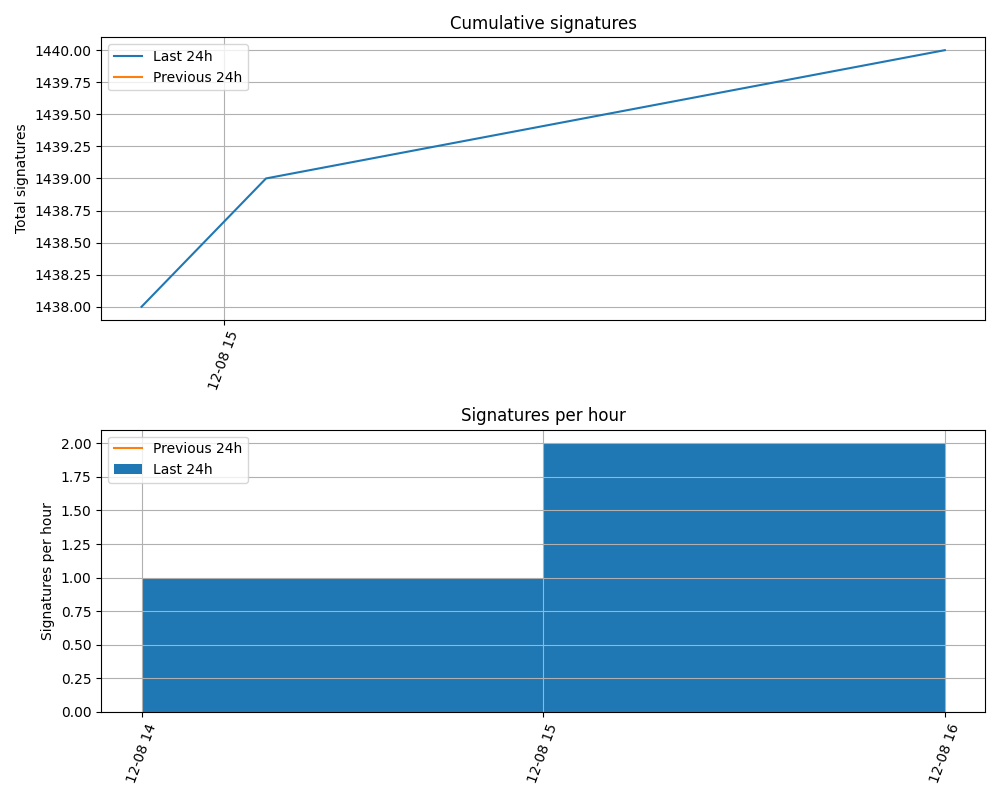 Cumulative signatures
Last 24h
Previous 24h
Total signatures
1440.00
1439.75
1439.50
1439.25
1439.00
1438.75
1438.50
1438.25
1438.00
12-08 15
Signatures per hour
Previous 24h
Last 24h
Signatures per hour
2.00
1.75
1.50
1.25
1.00
0.75
0.50
0.25
0.00
12-08 14
12-08 15
12-08 16